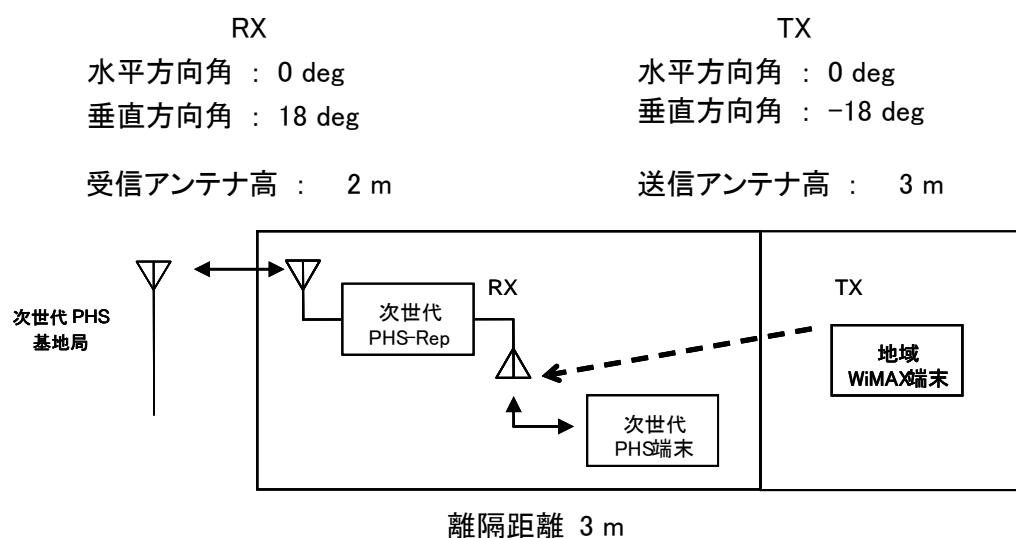 RX
水平方向角 : 0 deg
垂直方向角 : 18 deg
受信アンテナ高 : 2 m
TX
水平方向角 : 0 deg
垂直方向角 : -18 deg
送信アンテナ高 : 3 m
次世代 PHS
基地局
次世代
PHS-Rep
RX
次世代
PHS端末
TX
地域
WiMAX端末
離隔距離 3 m